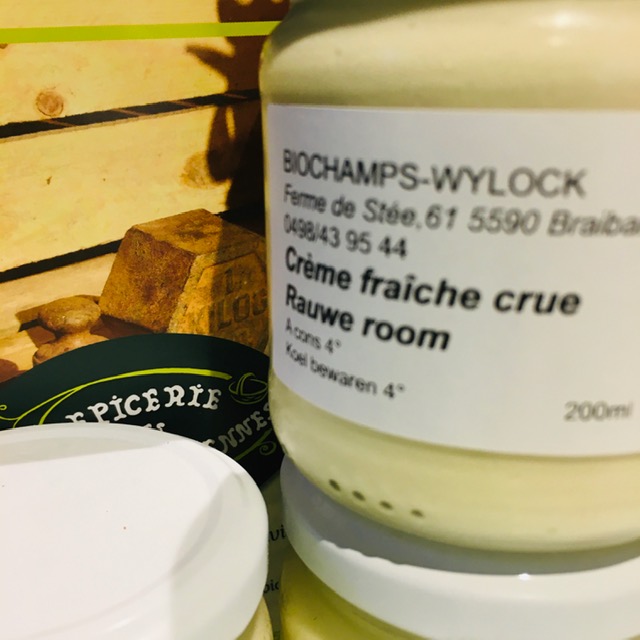 BIOCHAMPS-WYLOCK
Ferme de Stée, 61 5590 Braiba
0498/43 95 44
Crème fraîche crue
Rauwe room
A cons 4°
Koel bewaren 4°
200ml
EPICERIE